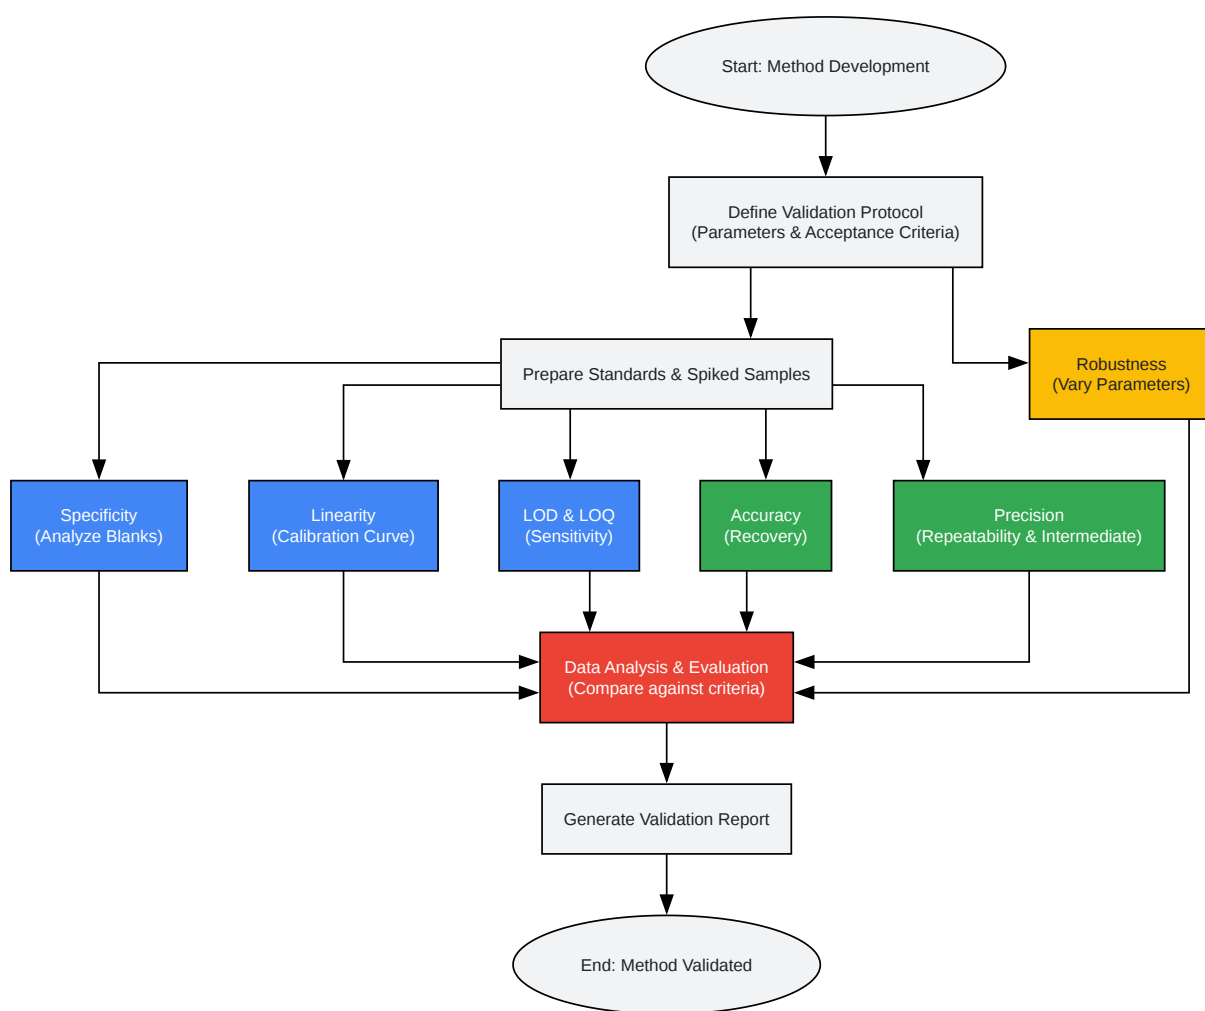 Start: Method Development
Define Validation Protocol
(Parameters & Acceptance Criteria)
Robustness
(Vary Parameters)
Prepare Standards & Spiked Samples
Specificity
(Analyze Blanks)
Linearity
(Calibration Curve)
LOD & LOQ
(Sensitivity)
Accuracy
(Recovery)
Precision
(Repeatability & Intermediate)
Data Analysis & Evaluation
(Compare against criteria)
Generate Validation Report
End: Method Validated